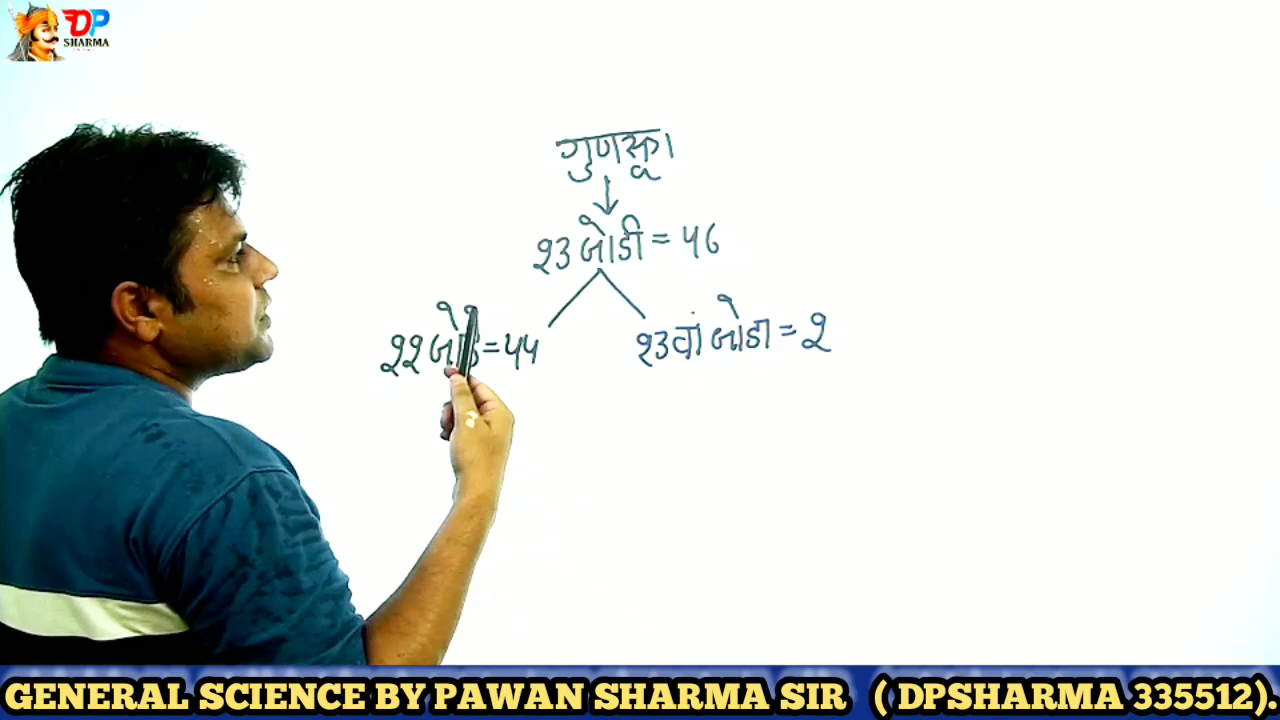 DP
SHARMA
गुणसूत्र
२३ जोडी = ४६
२२ जोडे = ४४
२३वां जोडा = २
GENERAL SCIENCE BY PAWAN SHARMA SIR ( DPSHARMA 335512).